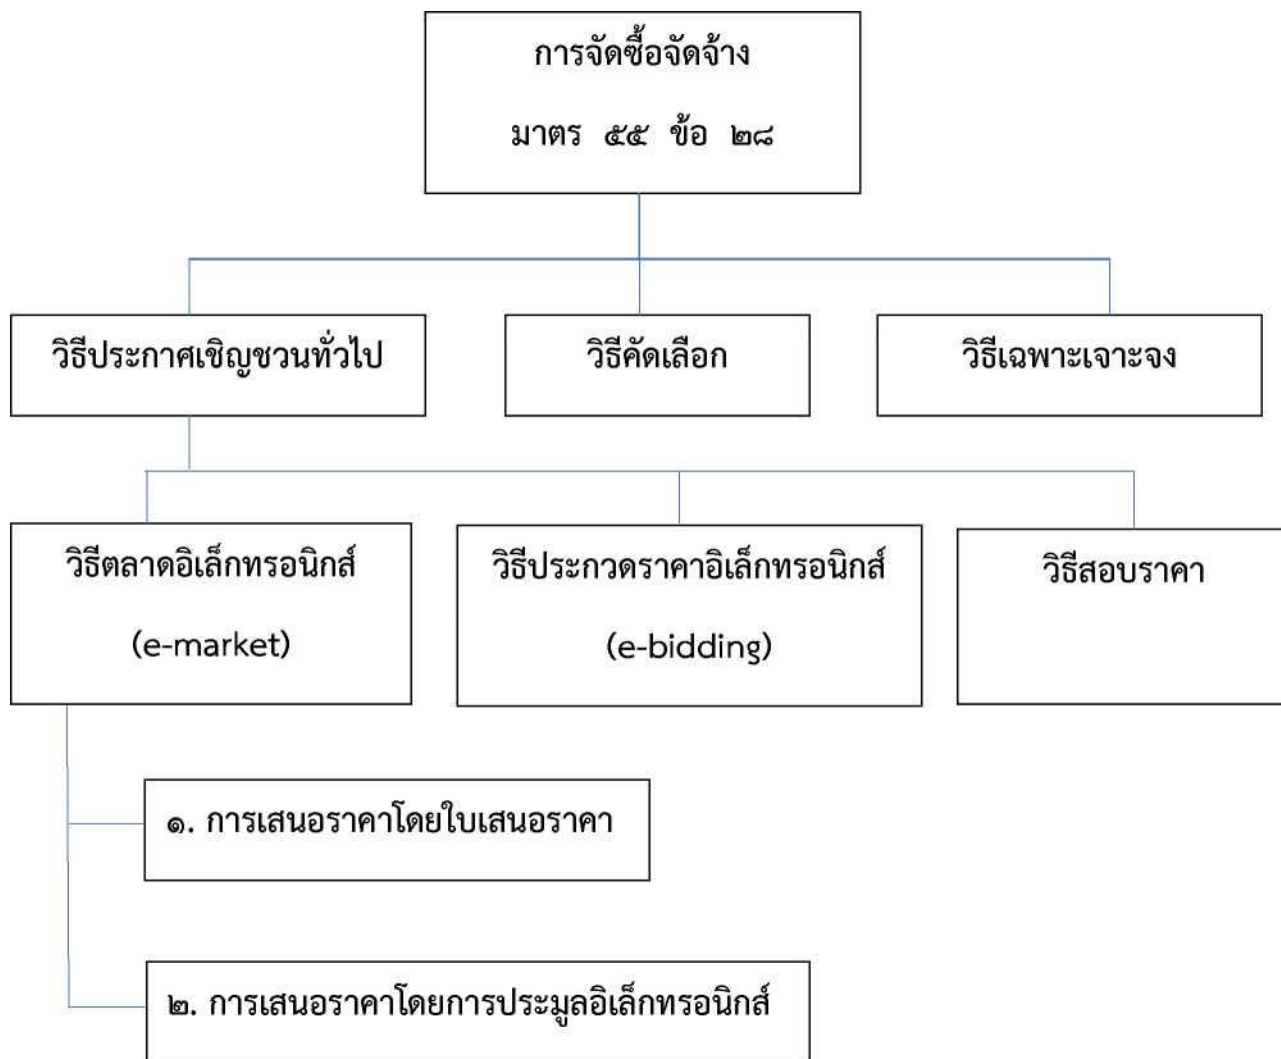 การจัดซื้อจัดจ้าง
มาตร ๕๕ ข้อ ๒๘
วิธีประกาศเชิญชวนทั่วไป
วิธีคัดเลือก
วิธีเฉพาะเจาะจง
วิธีตลาดอิเล็กทรอนิกส์
(e-market)
วิธีประกวดราคาอิเล็กทรอนิกส์
(e-bidding)
วิธีสอบราคา
๑. การเสนอราคาโดยใบเสนอราคา
๒. การเสนอราคาโดยการประมูลอิเล็กทรอนิกส์